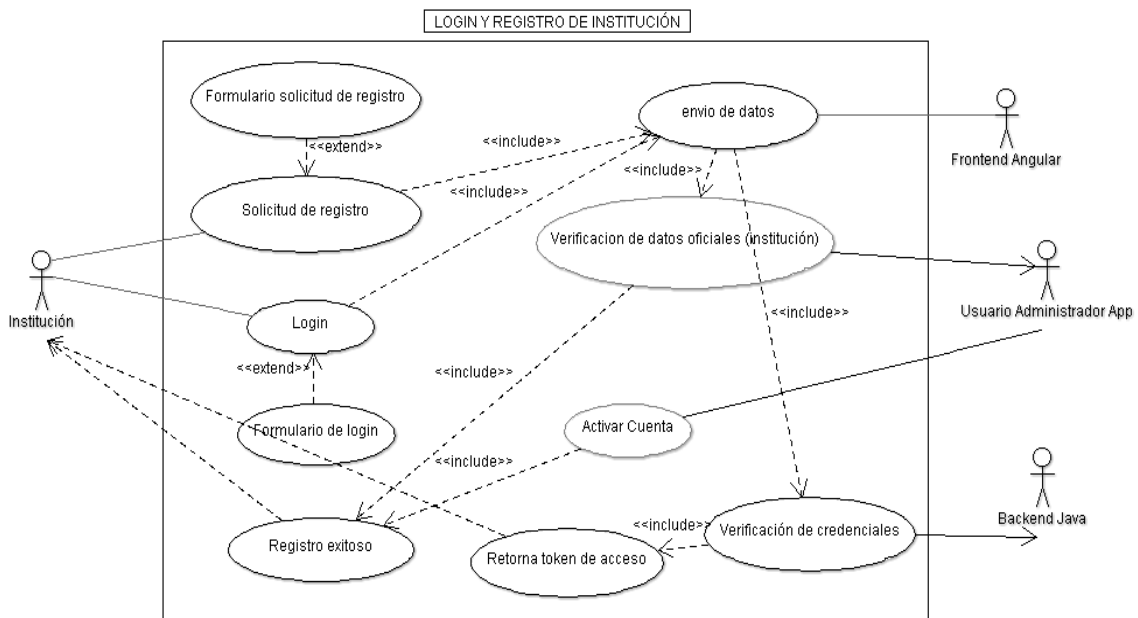 LOGIN Y REGISTRO DE INSTITUCIÓN
Formulario solicitud de registro
envio de datos
<<extend>>
<<include>>
Frontend Angular
<<include>>
<<include>>
Solicitud de registro
Verificacion de datos oficiales (institución)
Institución
Login
<<include>>
Usuario Administrador App
<<extend>>
<<include>>
Formulario de login
Activar Cuenta
<<include>>
Backend Java
<<include>>
Verificación de credenciales
Registro exitoso
Retorna token de acceso